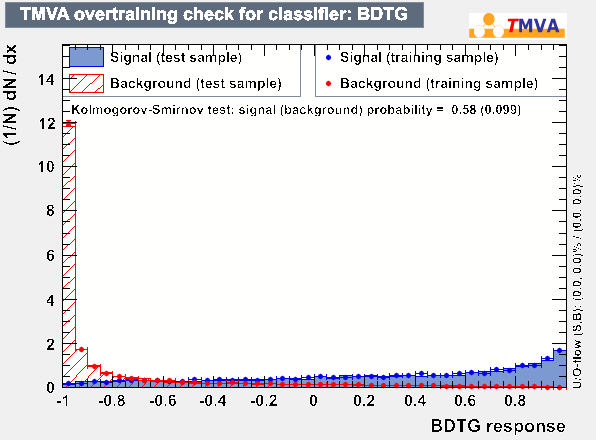 TMVA overtraining check for classifier: BDTG
TMVA
Signal (test sample)
Background (test sample)
Signal (training sample)
Background (training sample)
Kolmogorov-Smirnov test: signal (background) probability = 0.58 (0.099)
(1/N) dN / dx
14
12
10
8
6
4
2
0
-1 -0.8 -0.6 -0.4 -0.2 0 0.2 0.4 0.6 0.8
BDTG response
U/O-flow (S,B): (0.0, 0.0)% / (0.0, 0.0)%